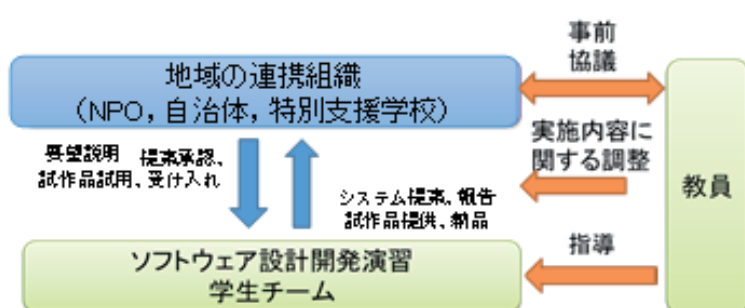 事前
協議
地域の連携組織
(NPO,自治体,特別支援学校)
要望説明　提案承認、
試作品試用、受け入れ
実施内容に
関する調整
教員
システム提案、報告
試作品提供、納品
指導
ソフトウェア設計開発演習
学生チーム